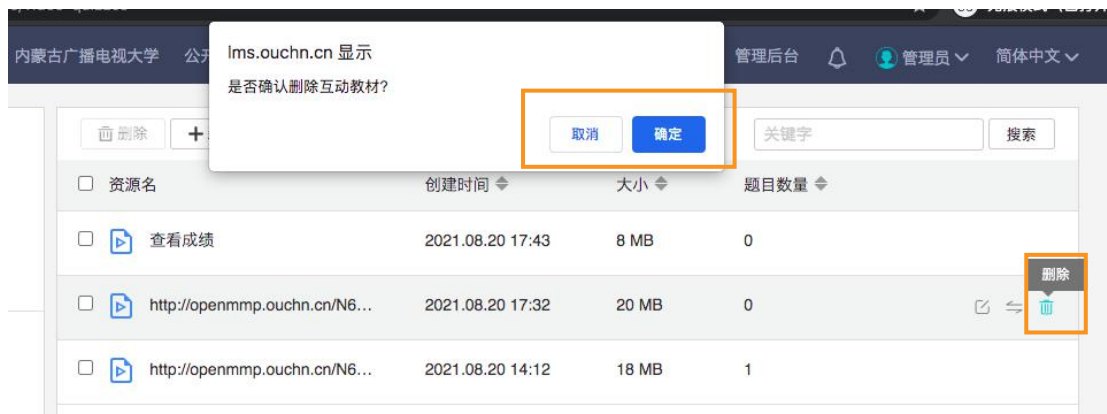 内蒙古广播电视大学
lms.ouchn.cn 显示
是否确认删除互动教材?
取消
确定
管理后台
管理员
简体中文
删除
关键字
搜索
资源名
创建时间
大小
题目数量
查看成绩
2021.08.20 17:43
8 MB
0
删除
http://openmmp.ouchn.cn/N6...
2021.08.20 17:32
20 MB
0
http://openmmp.ouchn.cn/N6...
2021.08.20 14:12
18 MB
1